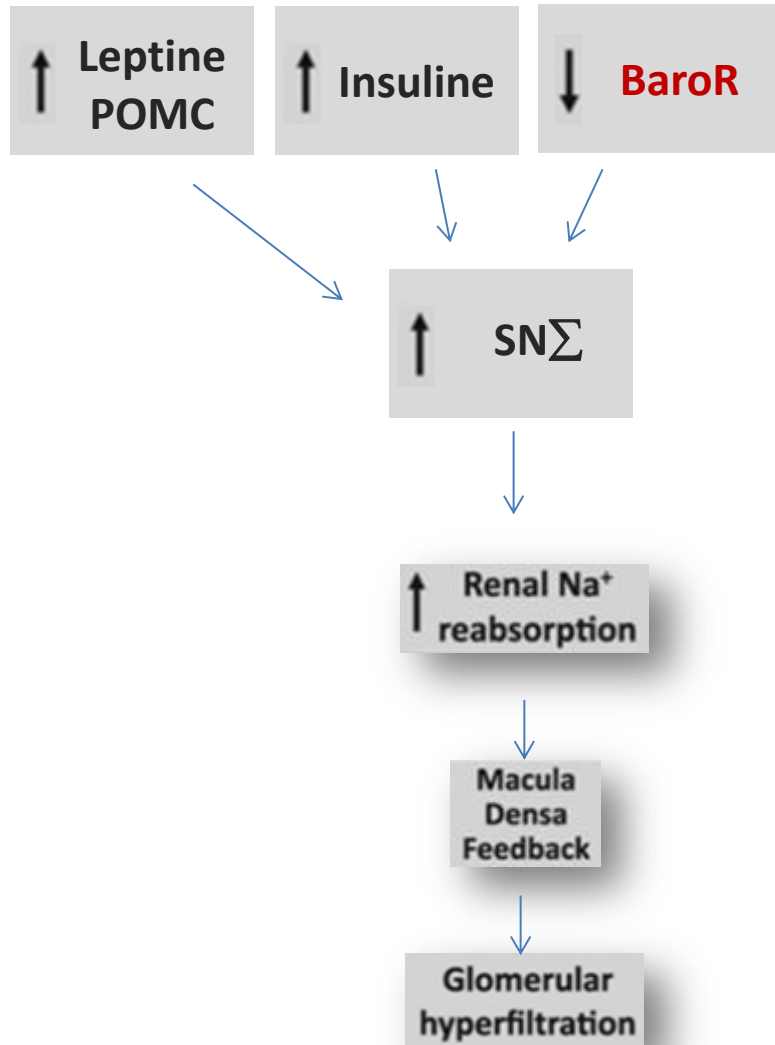 Leptine
POMC
Insuline
BaroR
SN∑
Renal Na⁺
reabsorption
Macula
Densa
Feedback
Glomerular
hyperfiltration